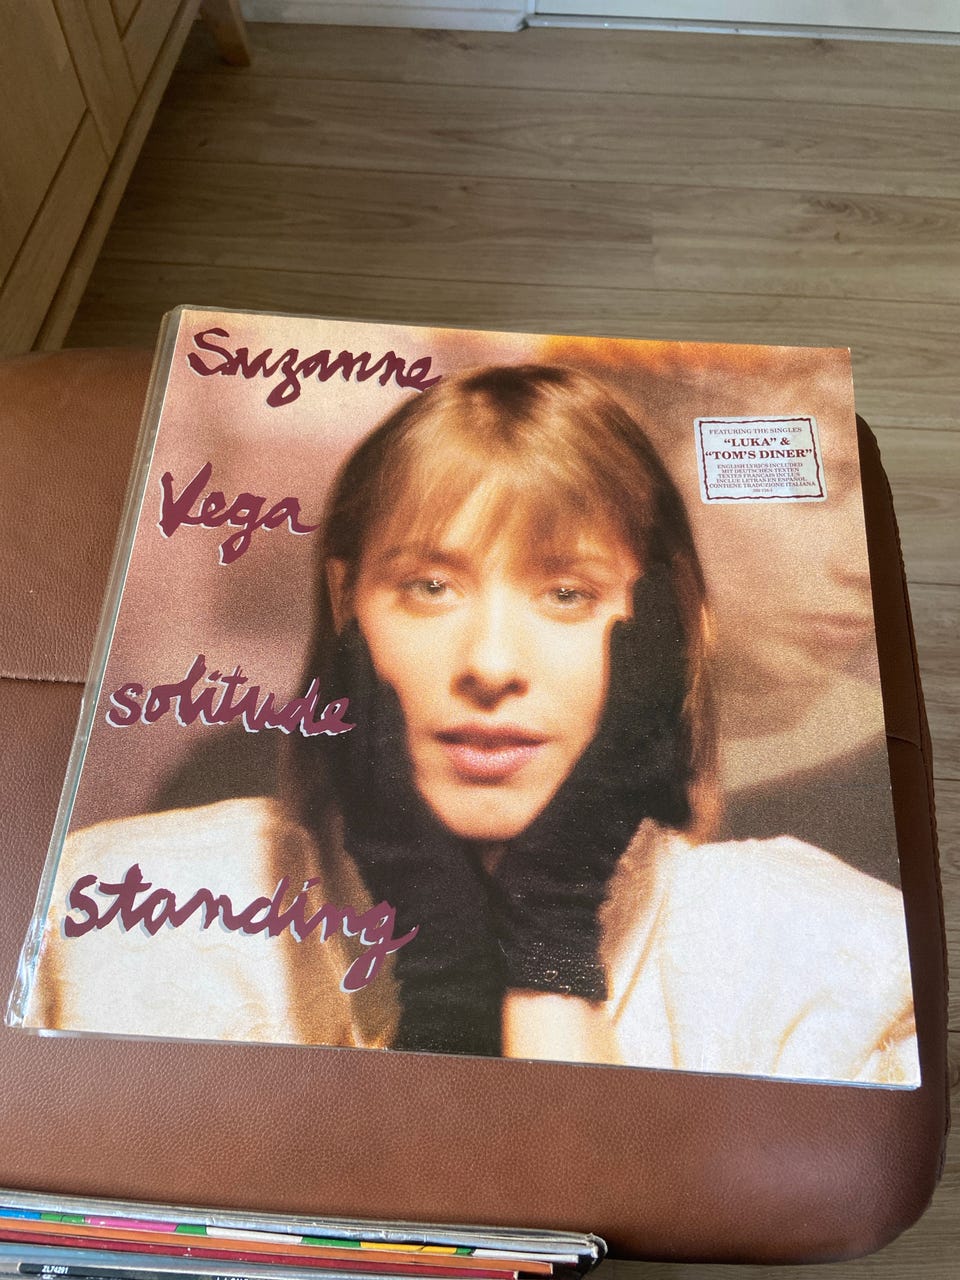 Suzanne
Vega
solitude
standing
FEATURING THE SINGLES
"LUKA" &
"TOM'S DINER"
ENGLISH LYRICS INCLUDED
MIT DEUTSCHEN TEXTEN
TEXTES FRANÇAIS INCLUS
INCLUE LETRAS EN ESPAÑOL
CONTIENE TRADUZIONE ITALIANA
ZL74291